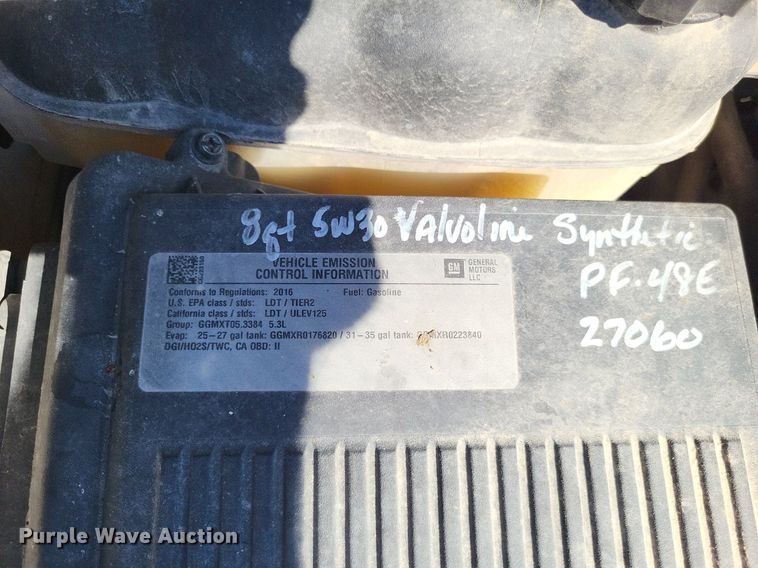 8qt 5W30 Valvoline Synthetic
PF-48E
27060
VEHICLE EMISSION
CONTROL INFORMATION
GM GENERAL
MOTORS
LLC
Conforms to Regulations: 2016 Fuel: Gasoline
U.S. EPA class / stds: LDT / TIER2
California class / stds: LDT / ULEV125
Group: GGMXT05.3384 5.3L
Evap: 25-27 gal tank: GGMXR0176820 / 31-35 gal tank: GGMXR0223840
DGI/HO2S/TWC, CA OBD: II
Purple Wave Auction